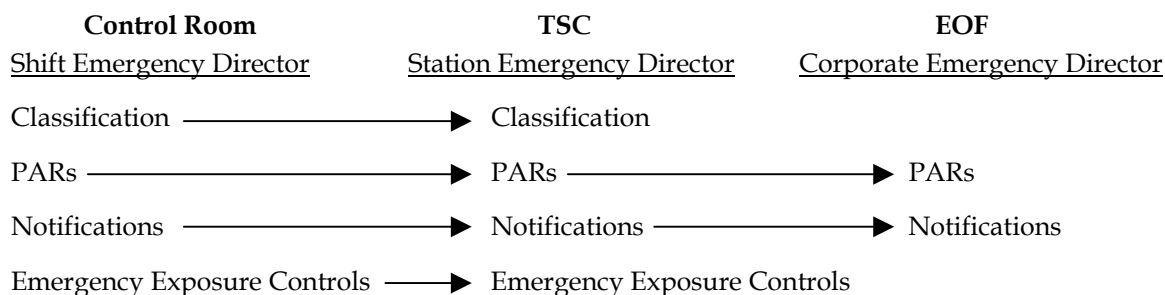 Control Room TSC EOF
Shift Emergency Director Station Emergency Director Corporate Emergency Director
Classification Classification
PARs PARs PARs
Notifications Notifications Notifications
Emergency Exposure Controls Emergency Exposure Controls